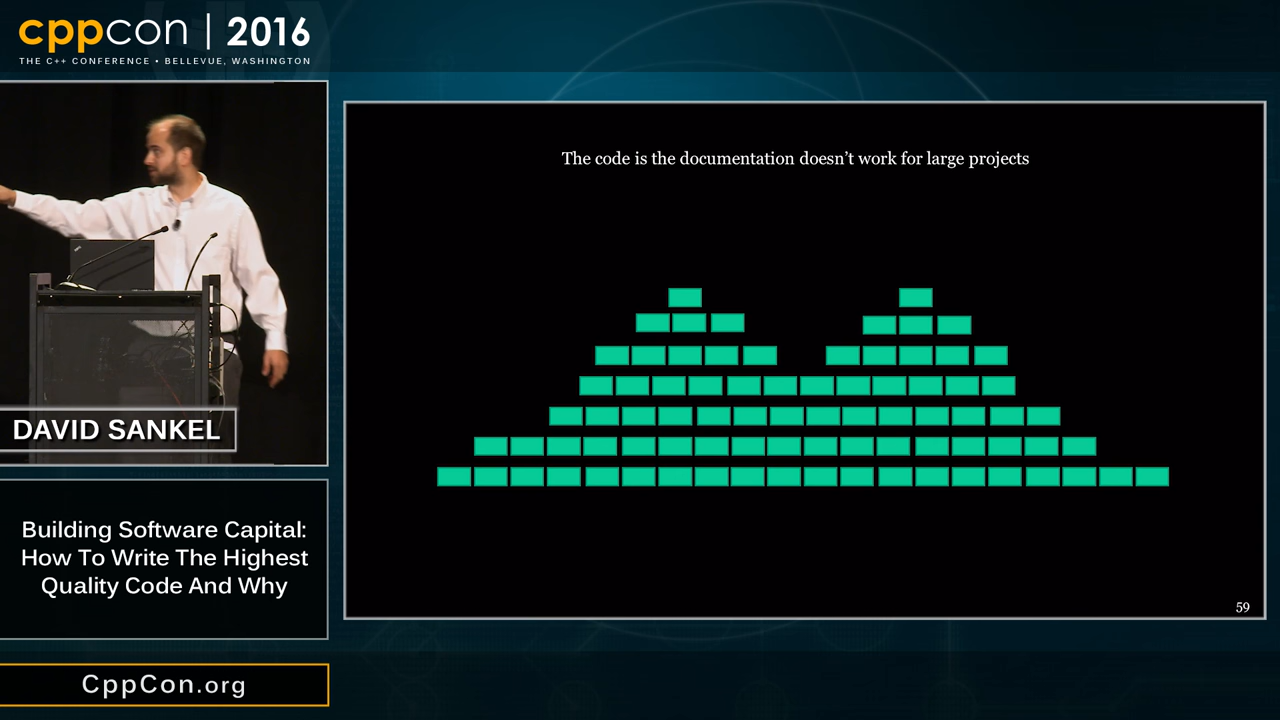 cppcon | 2016
THE C++ CONFERENCE • BELLEVUE, WASHINGTON
The code is the documentation doesn’t work for large projects
DAVID SANKEL
Building Software Capital:
How To Write The Highest
Quality Code And Why
59
CppCon.org